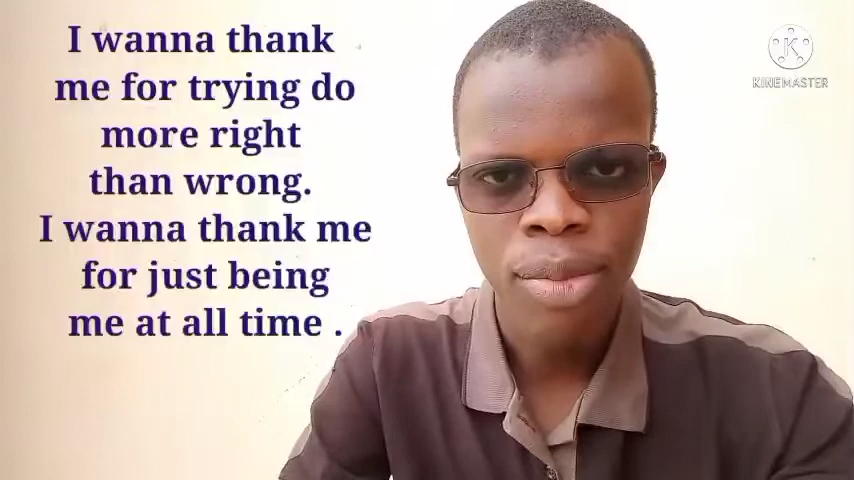 I wanna thank
me for trying do
more right
than wrong.
I wanna thank me
for just being
me at all time .
KINEMASTER